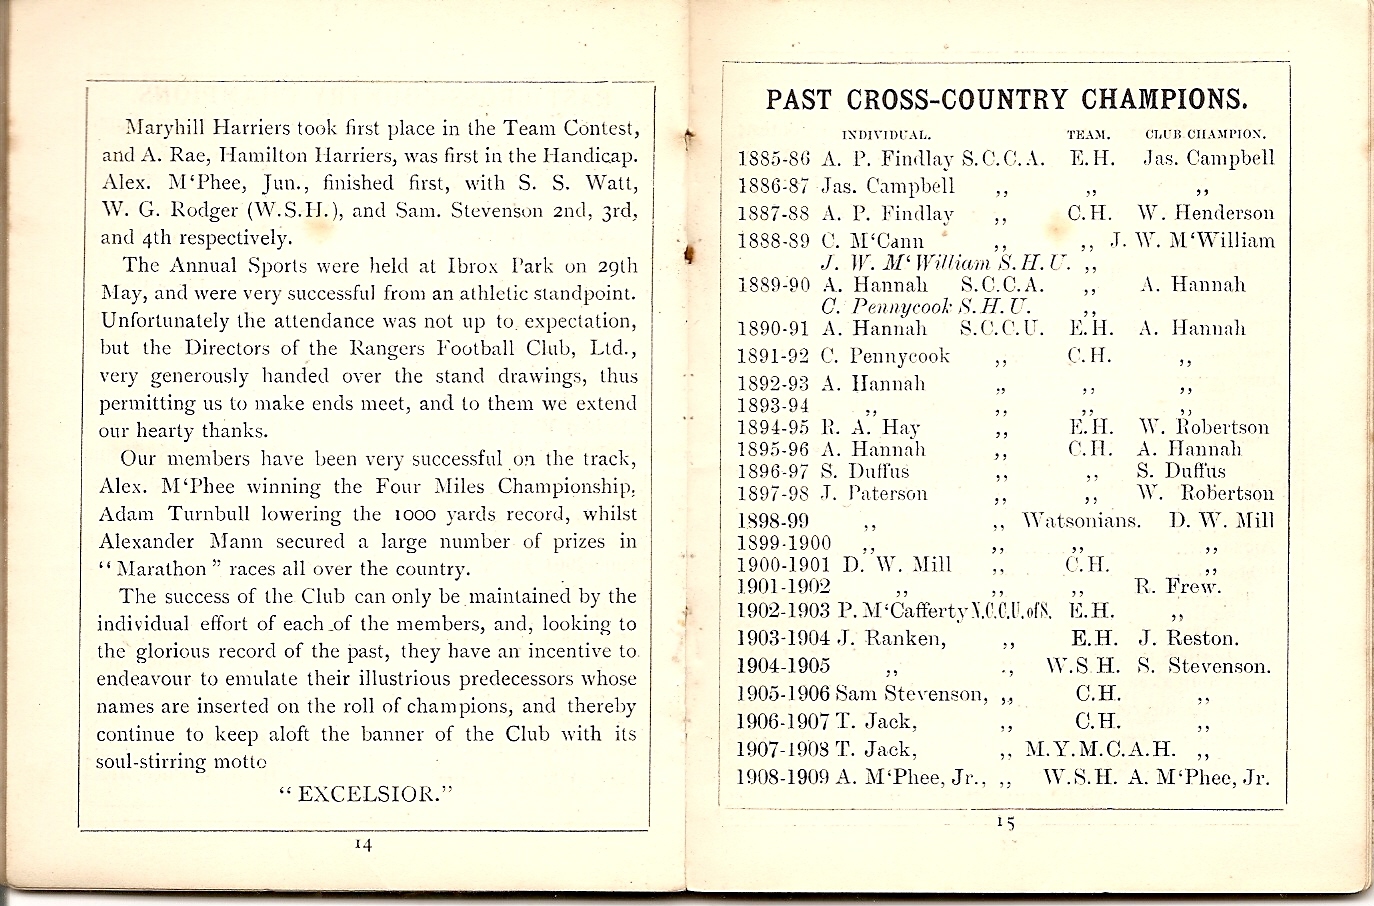 Maryhill Harriers took first place in the Team Contest,
and A. Rae, Hamilton Harriers, was first in the Handicap.
Alex. M‘Phee, Jun., finished first, with S. S. Watt,
W. G. Rodger (W.S.H.), and Sam. Stevenson 2nd, 3rd,
and 4th respectively.
The Annual Sports were held at Ibrox Park on 29th
May, and were very successful from an athletic standpoint.
Unfortunately the attendance was not up to expectation,
but the Directors of the Rangers Football Club, Ltd.,
very generously handed over the stand drawings, thus
permitting us to make ends meet, and to them we extend
our hearty thanks.
Our members have been very successful on the track,
Alex. M‘Phee winning the Four Miles Championship,
Adam Turnbull lowering the 1000 yards record, whilst
Alexander Mann secured a large number of prizes in
“ Marathon ” races all over the country.
The success of the Club can only be maintained by the
individual effort of each of the members, and, looking to
the glorious record of the past, they have an incentive to
endeavour to emulate their illustrious predecessors whose
names are inserted on the roll of champions, and thereby
continue to keep aloft the banner of the Club with its
soul-stirring motto
“ EXCELSIOR.”
14
PAST CROSS-COUNTRY CHAMPIONS.
INDIVIDUAL. TEAM. CLUB CHAMPION.
1885-86 A. P. Findlay S.C.C.A. E.H. Jas. Campbell
1886-87 Jas. Campbell ,, ,, ,,
1887-88 A. P. Findlay ,, C.H. W. Henderson
1888-89 C. M‘Cann ,, ,, J. W. M‘William
J. W. M‘William S.H.U. ,,
1889-90 A. Hannah S.C.C.A. ,, A. Hannah
C. Pennycook S.H.U. ,,
1890-91 A. Hannah S.C.C.U. E.H. A. Hannah
1891-92 C. Pennycook ,, C.H. ,,
1892-93 A. Hannah ,, ,, ,,
1893-94 ,, ,, ,, ,,
1894-95 R. A. Hay ,, E.H. W. Robertson
1895-96 A. Hannah ,, C.H. A. Hannah
1896-97 S. Duffus ,, ,, S. Duffus
1897-98 J. Paterson ,, ,, W. Robertson
1898-99 ,, ,, Watsonians. D. W. Mill
1899-1900 ,, ,, ,, ,,
1900-1901 D. W. Mill ,, C.H. ,,
1901-1902 ,, ,, ,, R. Frew.
1902-1903 P. M‘Cafferty N.C.C.U.ofS. E.H. ,,
1903-1904 J. Ranken, ,, E.H. J. Reston.
1904-1905 ,, ,, W.S.H. S. Stevenson.
1905-1906 Sam Stevenson, ,, C.H. ,,
1906-1907 T. Jack, ,, C.H. ,,
1907-1908 T. Jack, ,, M.Y.M.C.A.H. ,,
1908-1909 A. M‘Phee, Jr., ,, W.S.H. A. M‘Phee, Jr.
15